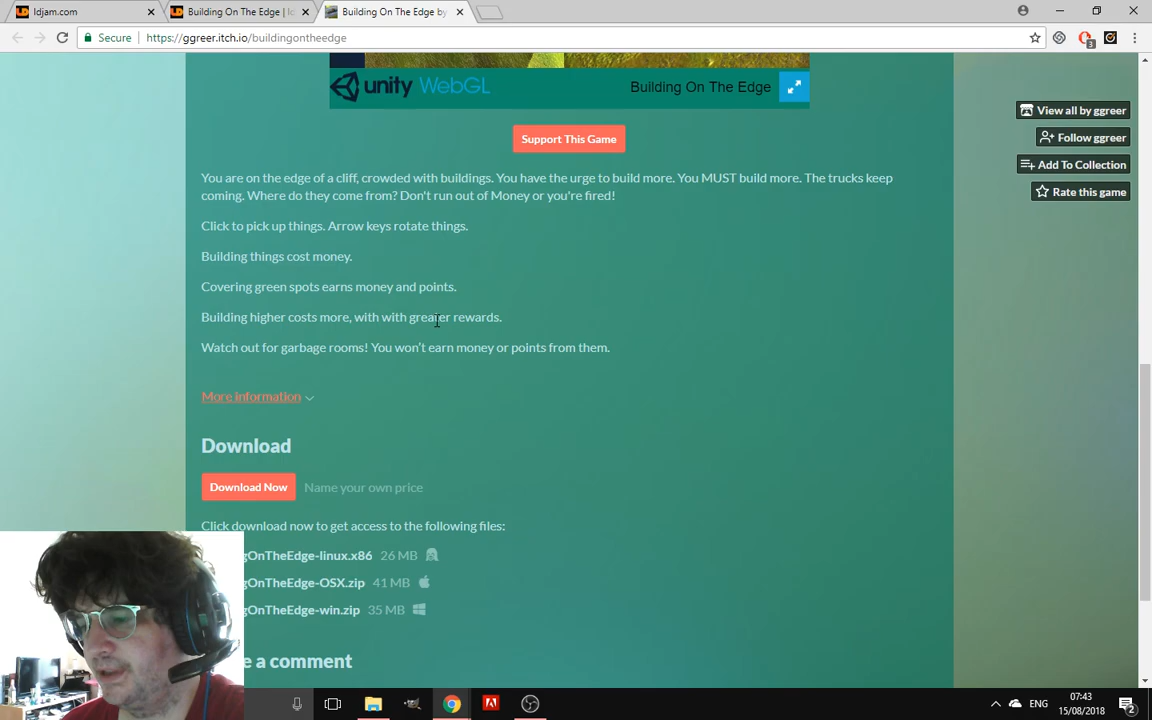 ldjam.com
Building On The Edge | l
Building On The Edge by
Secure
https://ggreer.itch.io/buildingontheedge
3
unity WebGL
Building On The Edge
View all by ggreer
Follow ggreer
Add To Collection
Rate this game
Support This Game
You are on the edge of a cliff, crowded with buildings. You have the urge to build more. You MUST build more. The trucks keep
coming. Where do they come from? Don't run out of Money or you're fired!
Click to pick up things. Arrow keys rotate things.
Building things cost money.
Covering green spots earns money and points.
Building higher costs more, with with greater rewards.
Watch out for garbage rooms! You won't earn money or points from them.
More information
Download
Download Now
Name your own price
Click download now to get access to the following files:
gOnTheEdge-linux.x86 26 MB
gOnTheEdge-OSX.zip 41 MB
gOnTheEdge-win.zip 35 MB
e a comment
ENG
07:43
15/08/2018
2